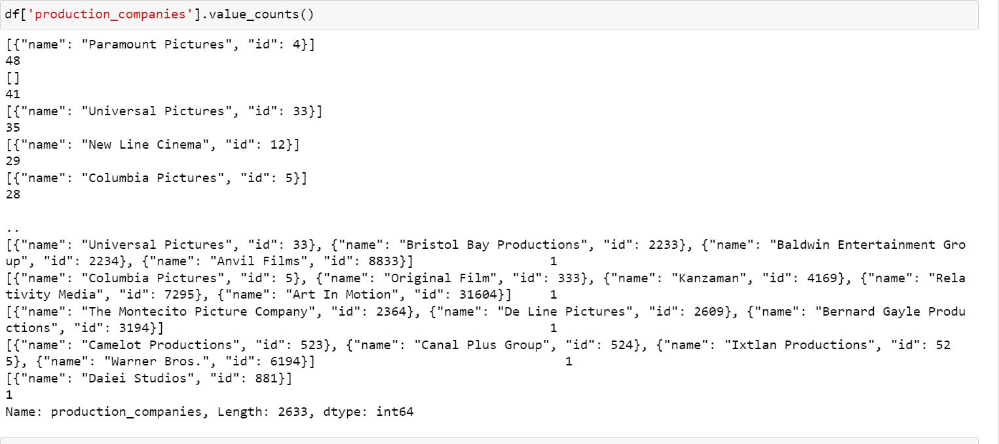 df['production_companies'].value_counts()
[{"name": "Paramount Pictures", "id": 4}]
48
[]
41
[{"name": "Universal Pictures", "id": 33}]
35
[{"name": "New Line Cinema", "id": 12}]
29
[{"name": "Columbia Pictures", "id": 5}]
28
..
[{"name": "Universal Pictures", "id": 33}, {"name": "Bristol Bay Productions", "id": 2233}, {"name": "Baldwin Entertainment Gro
up", "id": 2234}, {"name": "Anvil Films", "id": 8833}]                  1
[{"name": "Columbia Pictures", "id": 5}, {"name": "Original Film", "id": 333}, {"name": "Kanzaman", "id": 4169}, {"name": "Rela
tivity Media", "id": 7295}, {"name": "Art In Motion", "id": 31604}]     1
[{"name": "The Montecito Picture Company", "id": 2364}, {"name": "De Line Pictures", "id": 2609}, {"name": "Bernard Gayle Produ
ctions", "id": 3194}]                                                   1
[{"name": "Camelot Productions", "id": 523}, {"name": "Canal Plus Group", "id": 524}, {"name": "Ixtlan Productions", "id": 52
5}, {"name": "Warner Bros.", "id": 6194}]                                 1
[{"name": "Daiei Studios", "id": 881}]
1
Name: production_companies, Length: 2633, dtype: int64